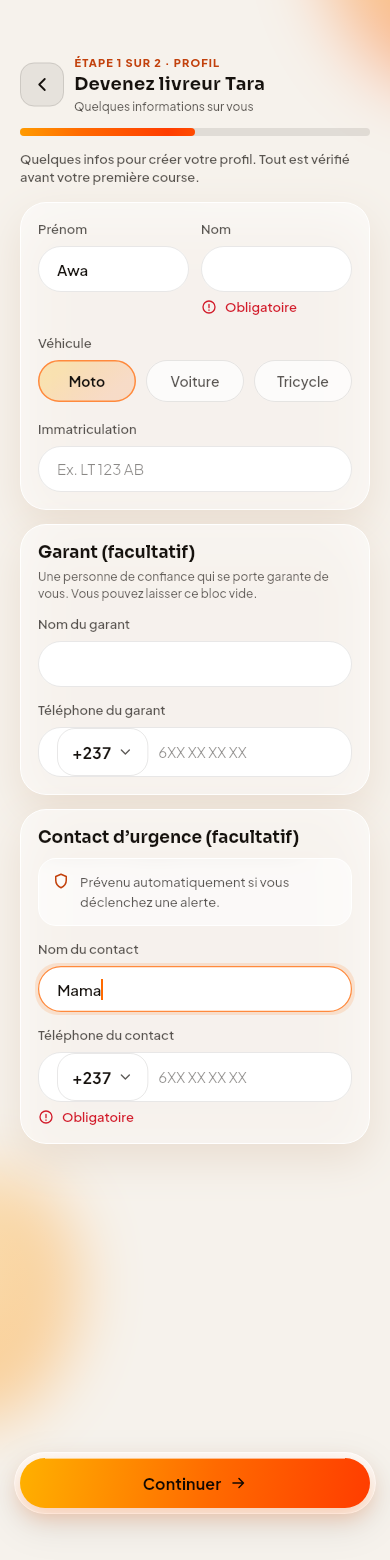 ÉTAPE 1 SUR 2 · PROFIL
Devenez livreur Tara
Quelques informations sur vous
Quelques infos pour créer votre profil. Tout est vérifié
avant votre première course.
Prénom
Nom
Awa
Obligatoire
Véhicule
Moto
Voiture
Tricycle
Immatriculation
Ex. LT 123 AB
Garant (facultatif)
Une personne de confiance qui se porte garante de
vous. Vous pouvez laisser ce bloc vide.
Nom du garant
Téléphone du garant
+237
6XX XX XX XX
Contact d’urgence (facultatif)
Prévenu automatiquement si vous
déclenchez une alerte.
Nom du contact
Mama
Téléphone du contact
+237
6XX XX XX XX
Obligatoire
Continuer →